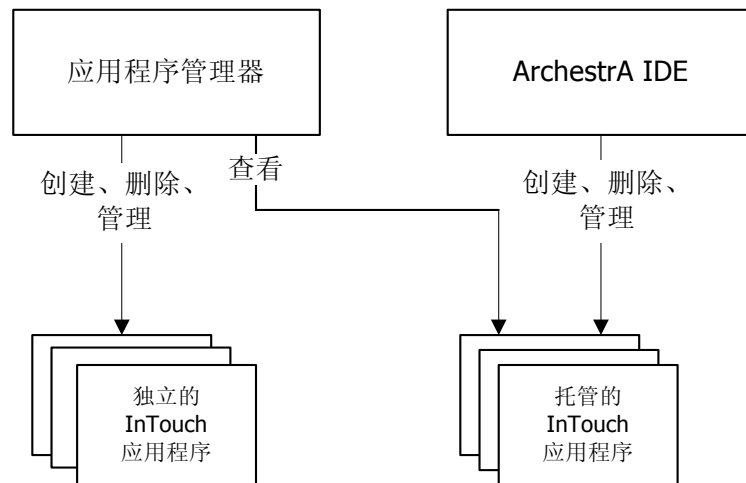 应用程序管理器
ArchestrA IDE
创建、删除、
管理
查看
创建、删除、
管理
独立的
InTouch
应用程序
托管的
InTouch
应用程序